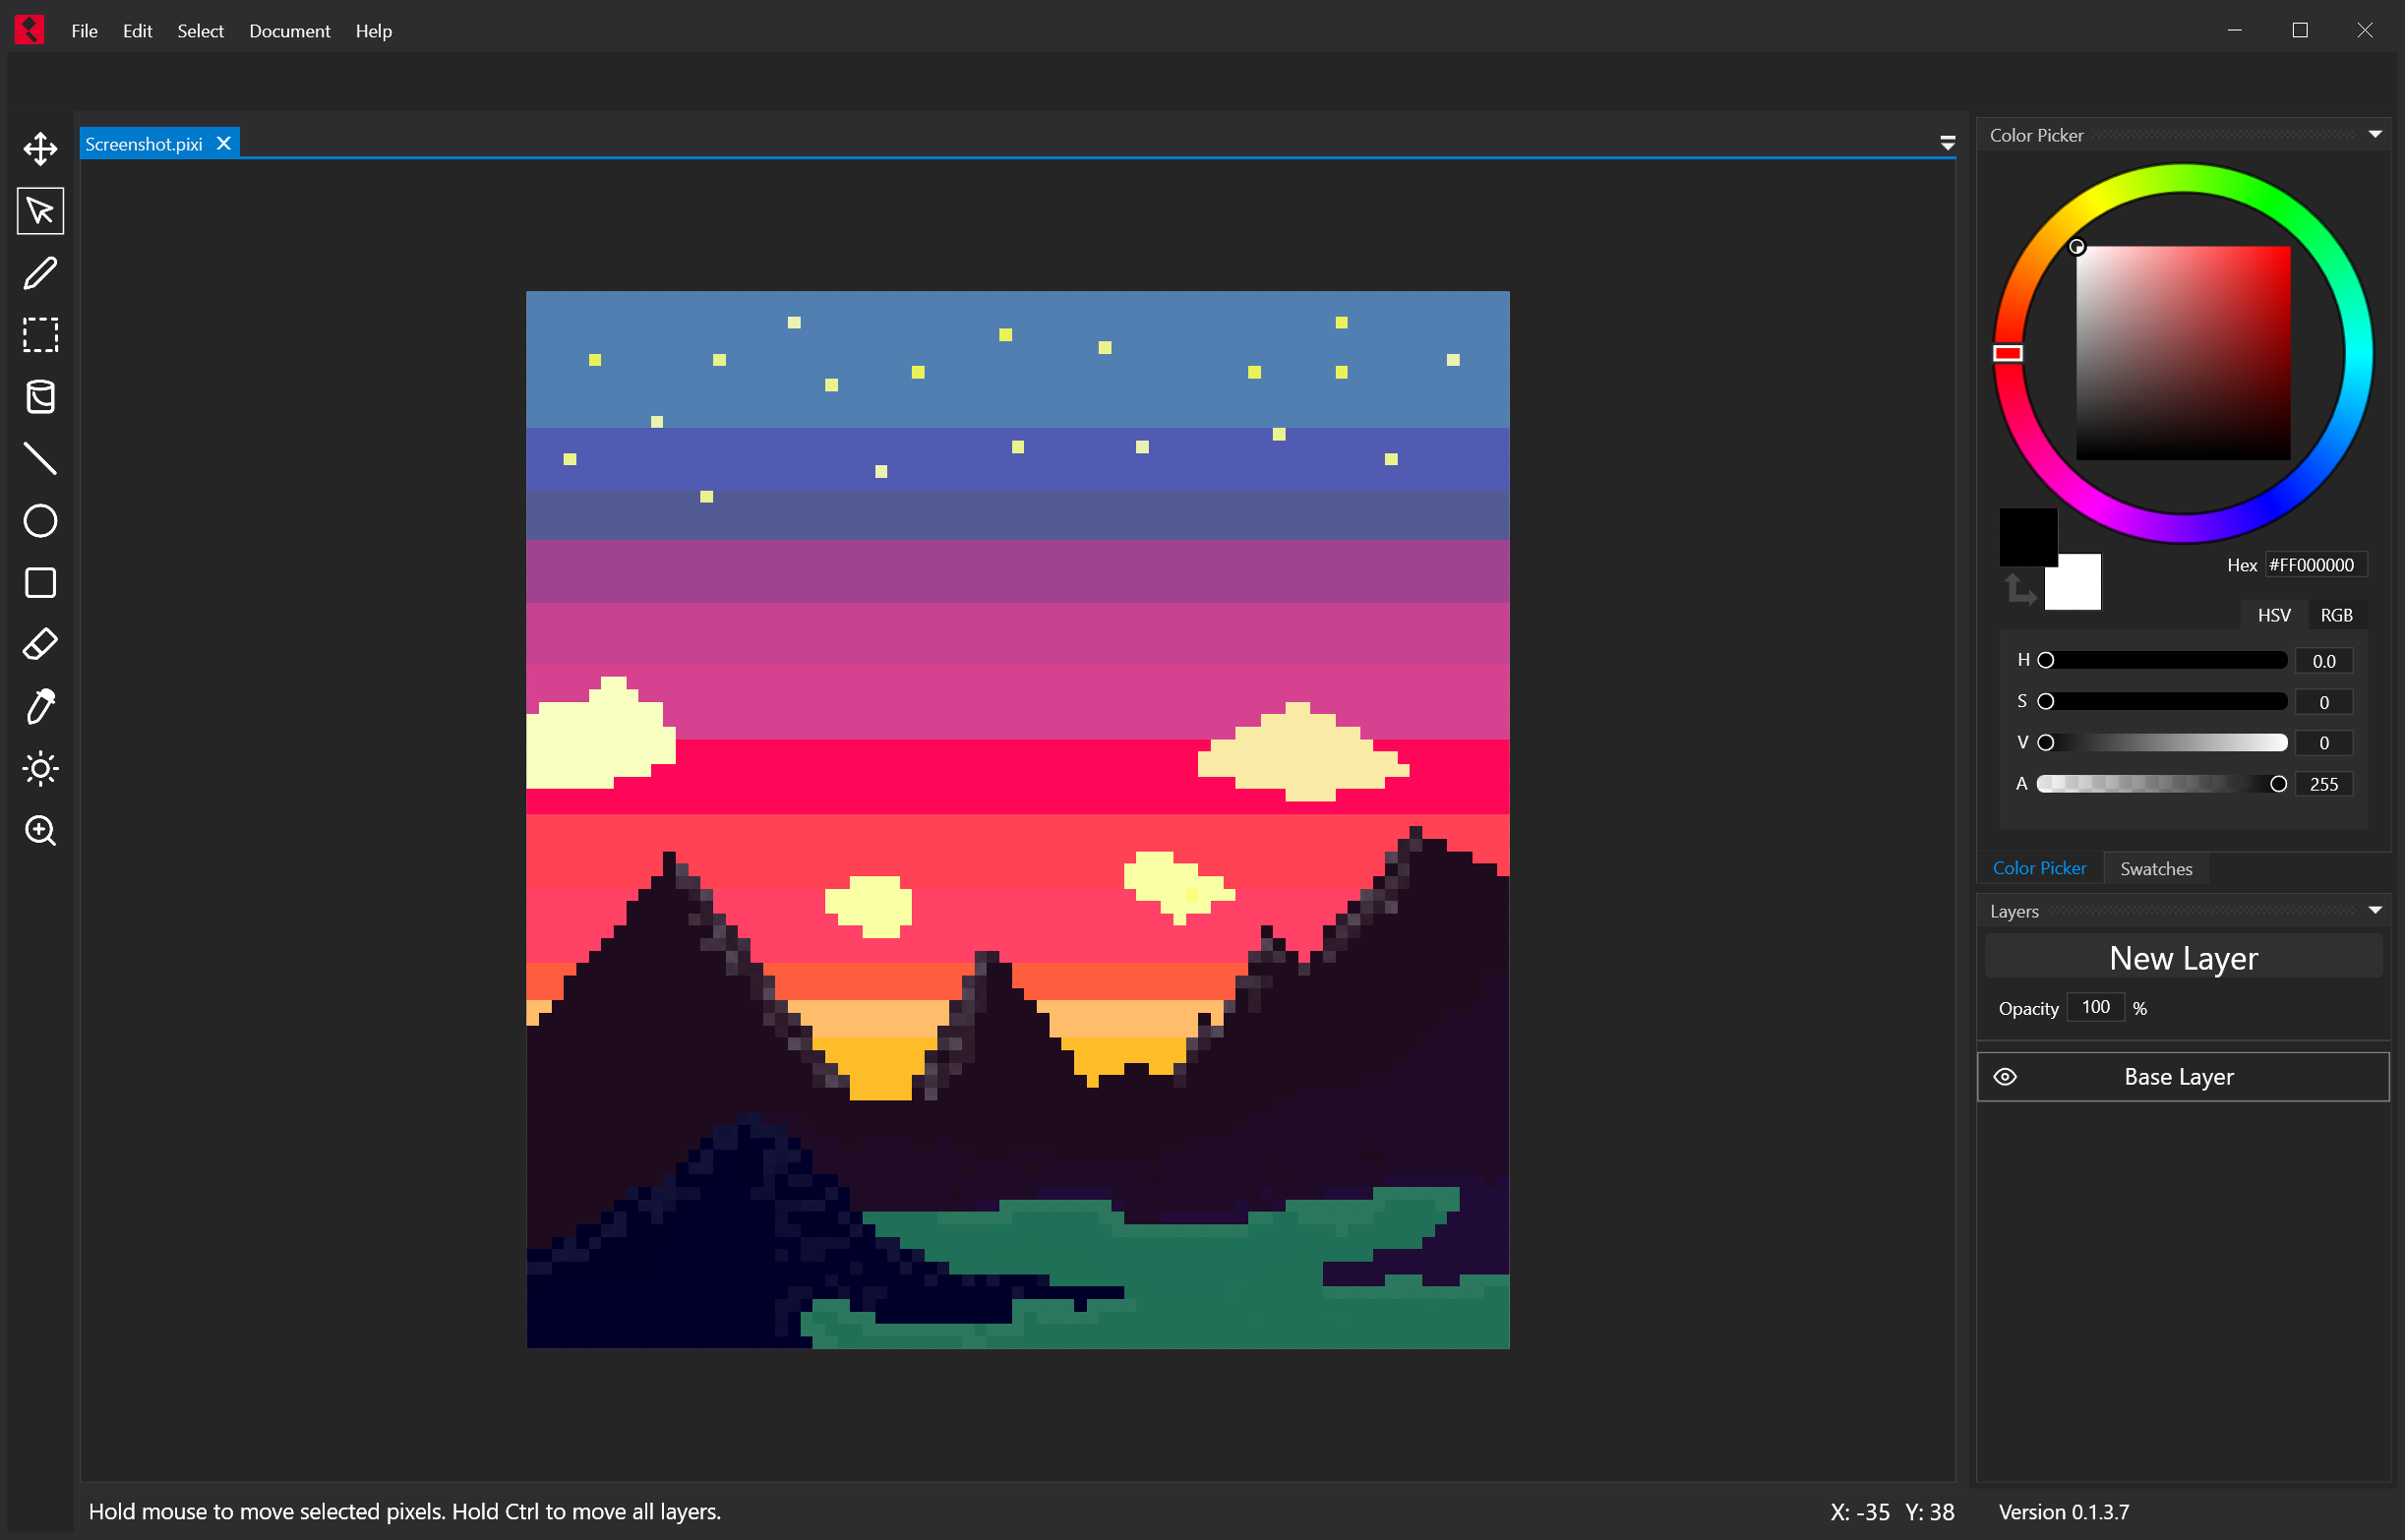 File Edit Select Document Help
Screenshot.pixi
Color Picker
Hex #FF000000
HSV RGB
H 0.0
S 0
V 0
A 255
Color Picker Swatches
Layers
New Layer
Opacity 100 %
Base Layer
Hold mouse to move selected pixels. Hold Ctrl to move all layers.
X: -35 Y: 38
Version 0.1.3.7